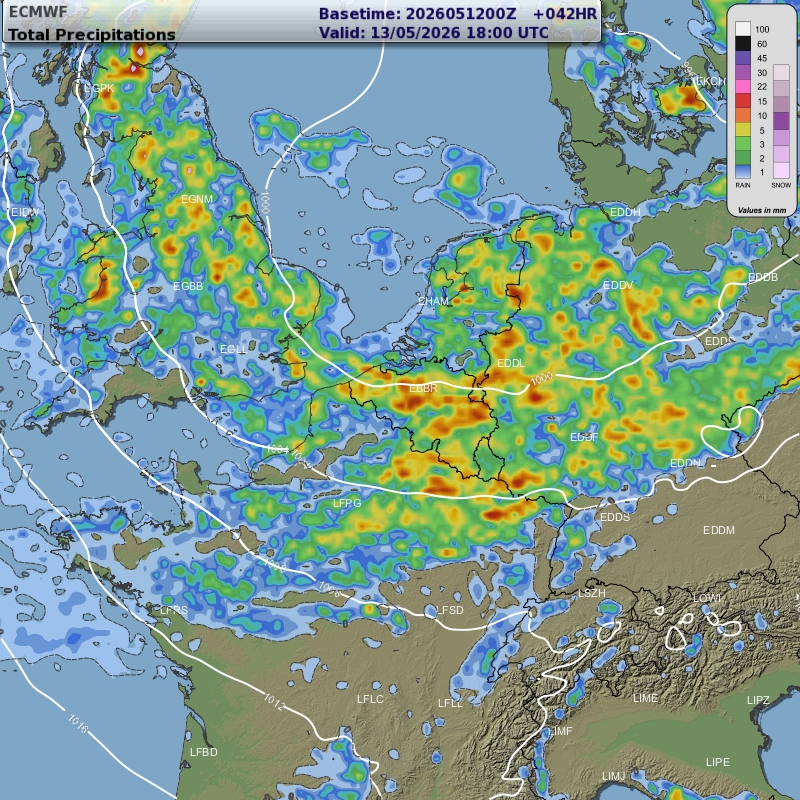 ECMWF
Basetime: 2026051200Z +042HR
Total Precipitations
Valid: 13/05/2026 18:00 UTC
100
60
45
30
22
15
10
5
3
2
1
RAIN SNOW
Values in mm
EGPK
EKCH
EIDW
EGNM
EDDH
EGBB
EHAM
EDDV
EDDB
EGLL
EDDL
1000
1000
EBBR
EDDF
1004
EDDN
LFPG
EDDS
EDDM
1008
LSZH
LOWI
LFRS
LFSD
1012
LFLC
LFLL
LIME
LIPZ
1016
LIMF
LFBD
LIPE
LIMJ